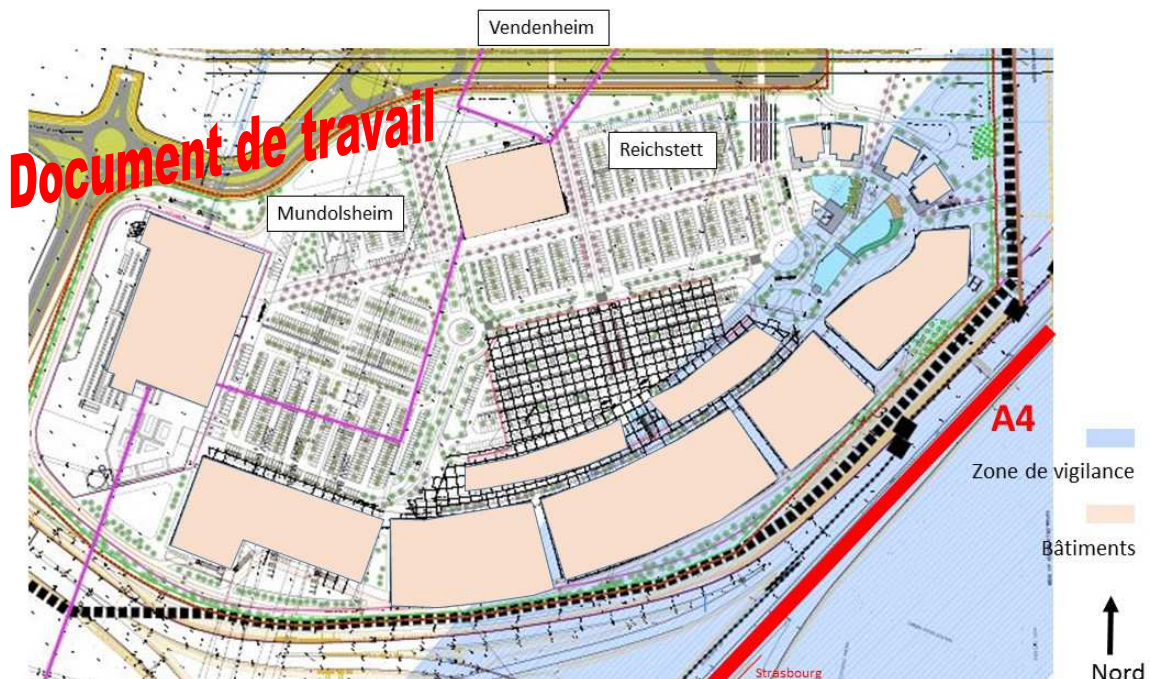 Vendenheim
Document de travail
Reichstett
Mundolsheim
A4
Zone de vigilance
Bâtiments
Nord
Strasbourg